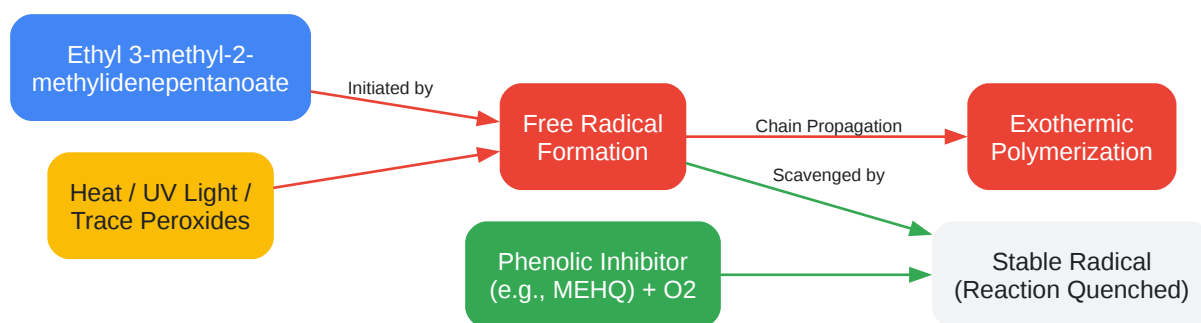 Ethyl 3-methyl-2-
methylidenepentanoate
Initiated by
Heat / UV Light /
Trace Peroxides
Free Radical
Formation
Chain Propagation
Exothermic
Polymerization
Scavenged by
Phenolic Inhibitor
(e.g., MEHQ) + O2
Stable Radical
(Reaction Quenched)